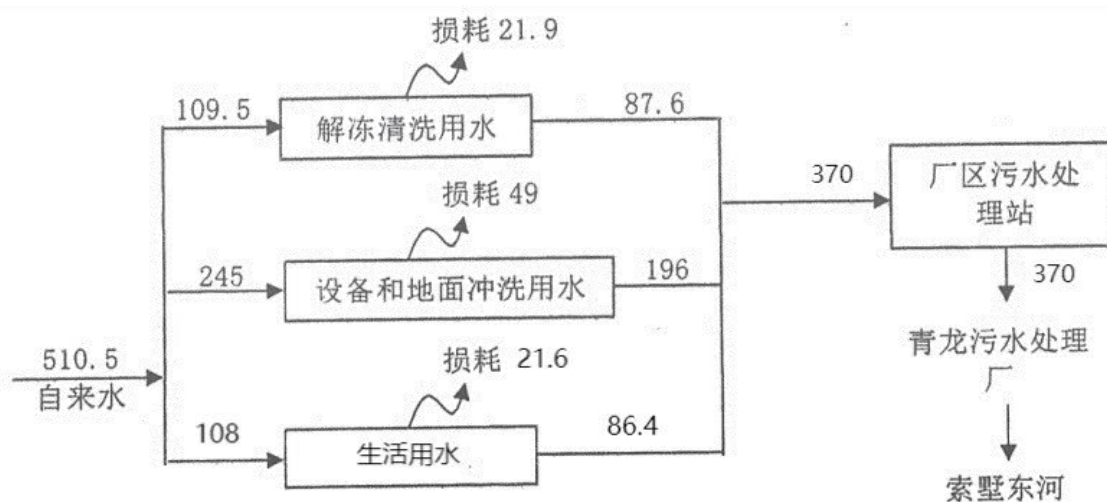 损耗 21.9
109.5
解冻清洗用水
87.6
370
厂区污水处
理站
损耗 49
245
设备和地面冲洗用水
196
370
510.5
自来水
损耗 21.6
青龙污水处理
厂
108
生活用水
86.4
索墅东河